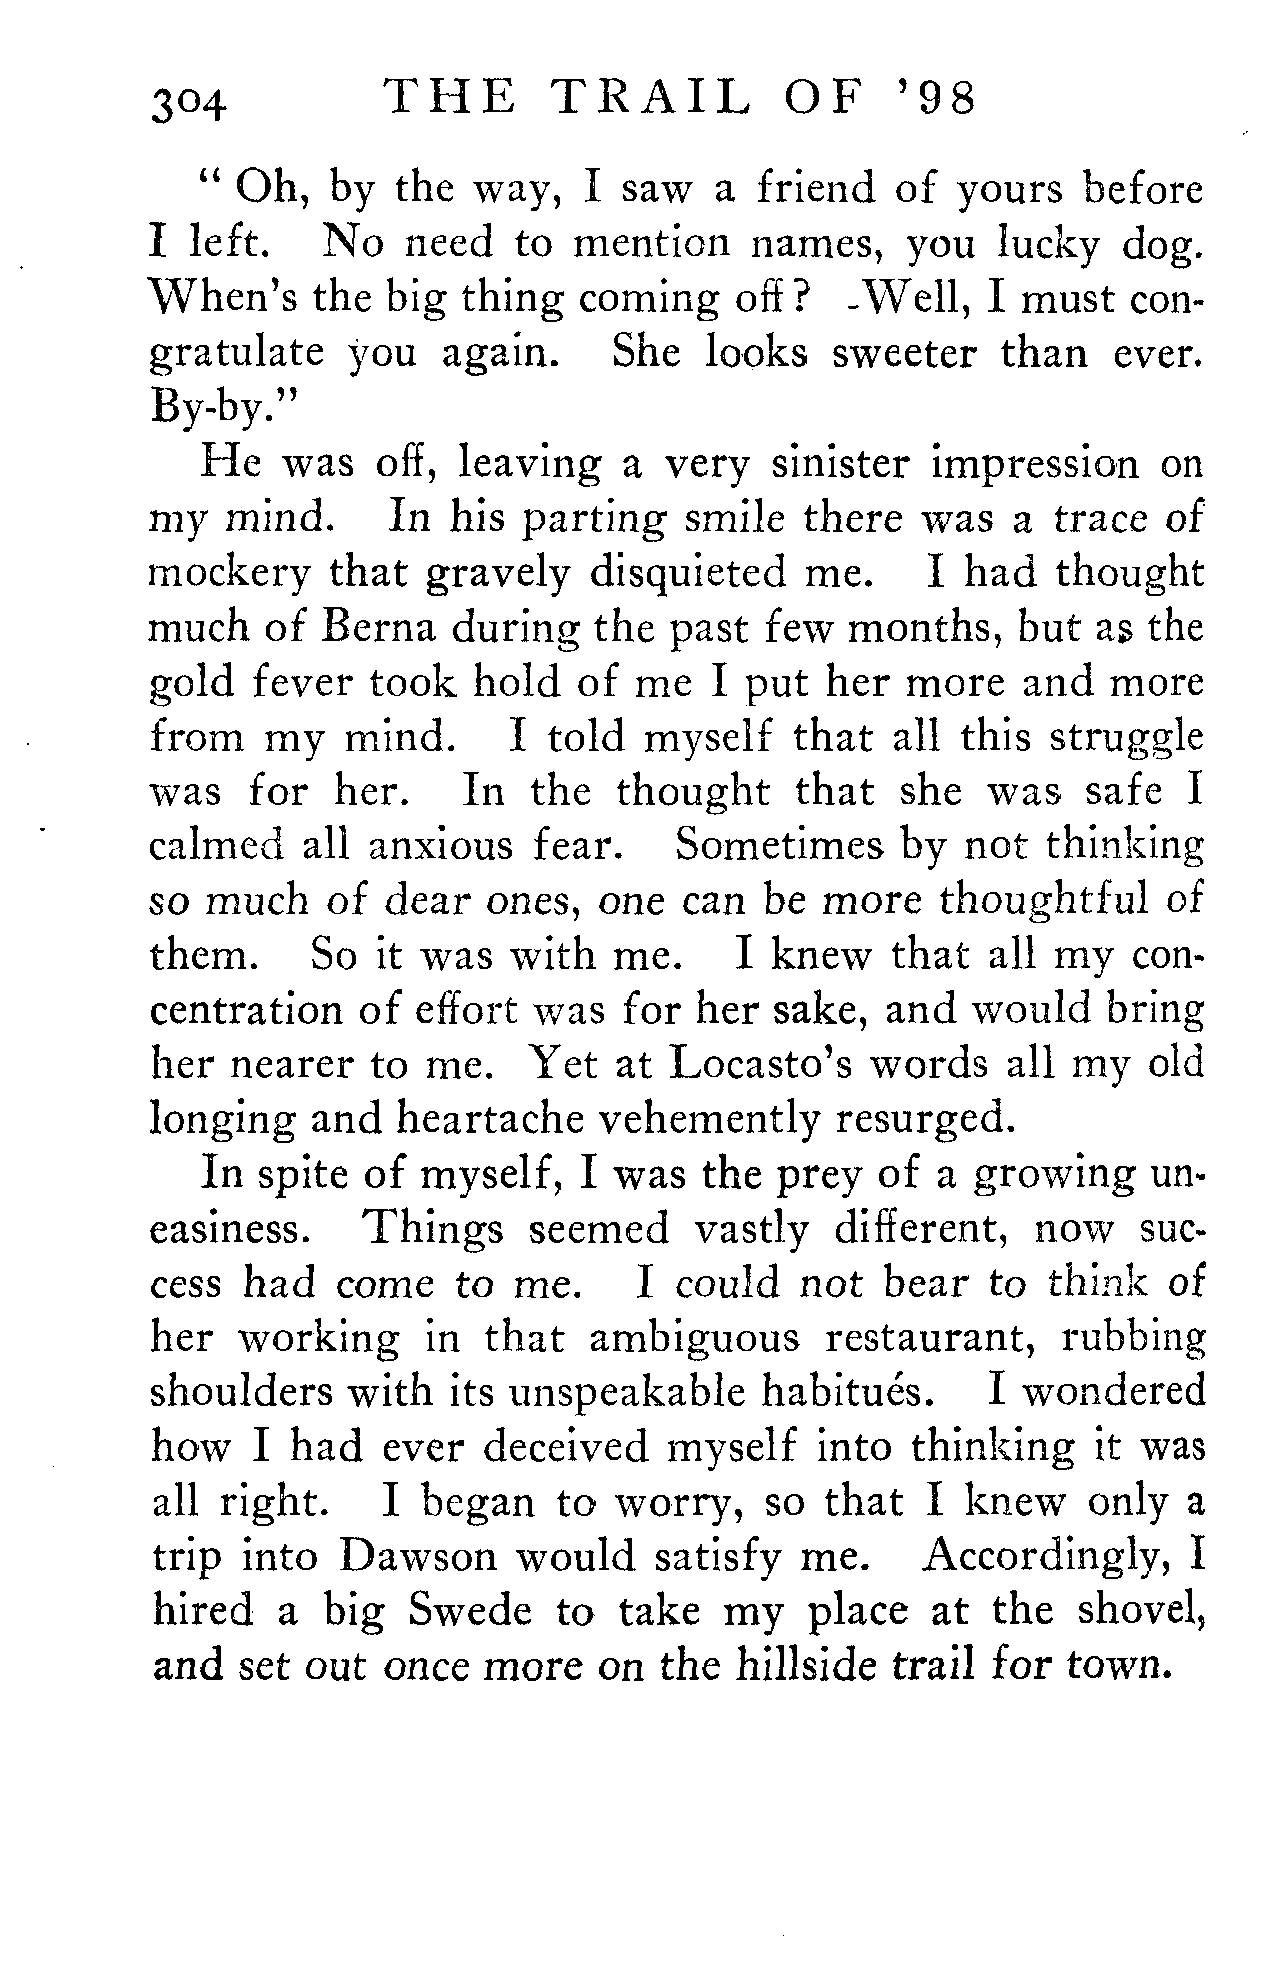 304 THE TRAIL OF '98
" Oh, by the way, I saw a friend of yours before
I left. No need to mention names, you lucky dog.
When's the big thing coming off? Well, I must con-
gratulate you again. She looks sweeter than ever.
By-by."
He was off, leaving a very sinister impression on
my mind. In his parting smile there was a trace of
mockery that gravely disquieted me. I had thought
much of Berna during the past few months, but as the
gold fever took hold of me I put her more and more
from my mind. I told myself that all this struggle
was for her. In the thought that she was safe I
calmed all anxious fear. Sometimes by not thinking
so much of dear ones, one can be more thoughtful of
them. So it was with me. I knew that all my con-
centration of effort was for her sake, and would bring
her nearer to me. Yet at Locasto's words all my old
longing and heartache vehemently resurged.
In spite of myself, I was the prey of a growing un-
easiness. Things seemed vastly different, now suc-
cess had come to me. I could not bear to think of
her working in that ambiguous restaurant, rubbing
shoulders with its unspeakable habitués. I wondered
how I had ever deceived myself into thinking it was
all right. I began to worry, so that I knew only a
trip into Dawson would satisfy me. Accordingly, I
hired a big Swede to take my place at the shovel,
and set out once more on the hillside trail for town.